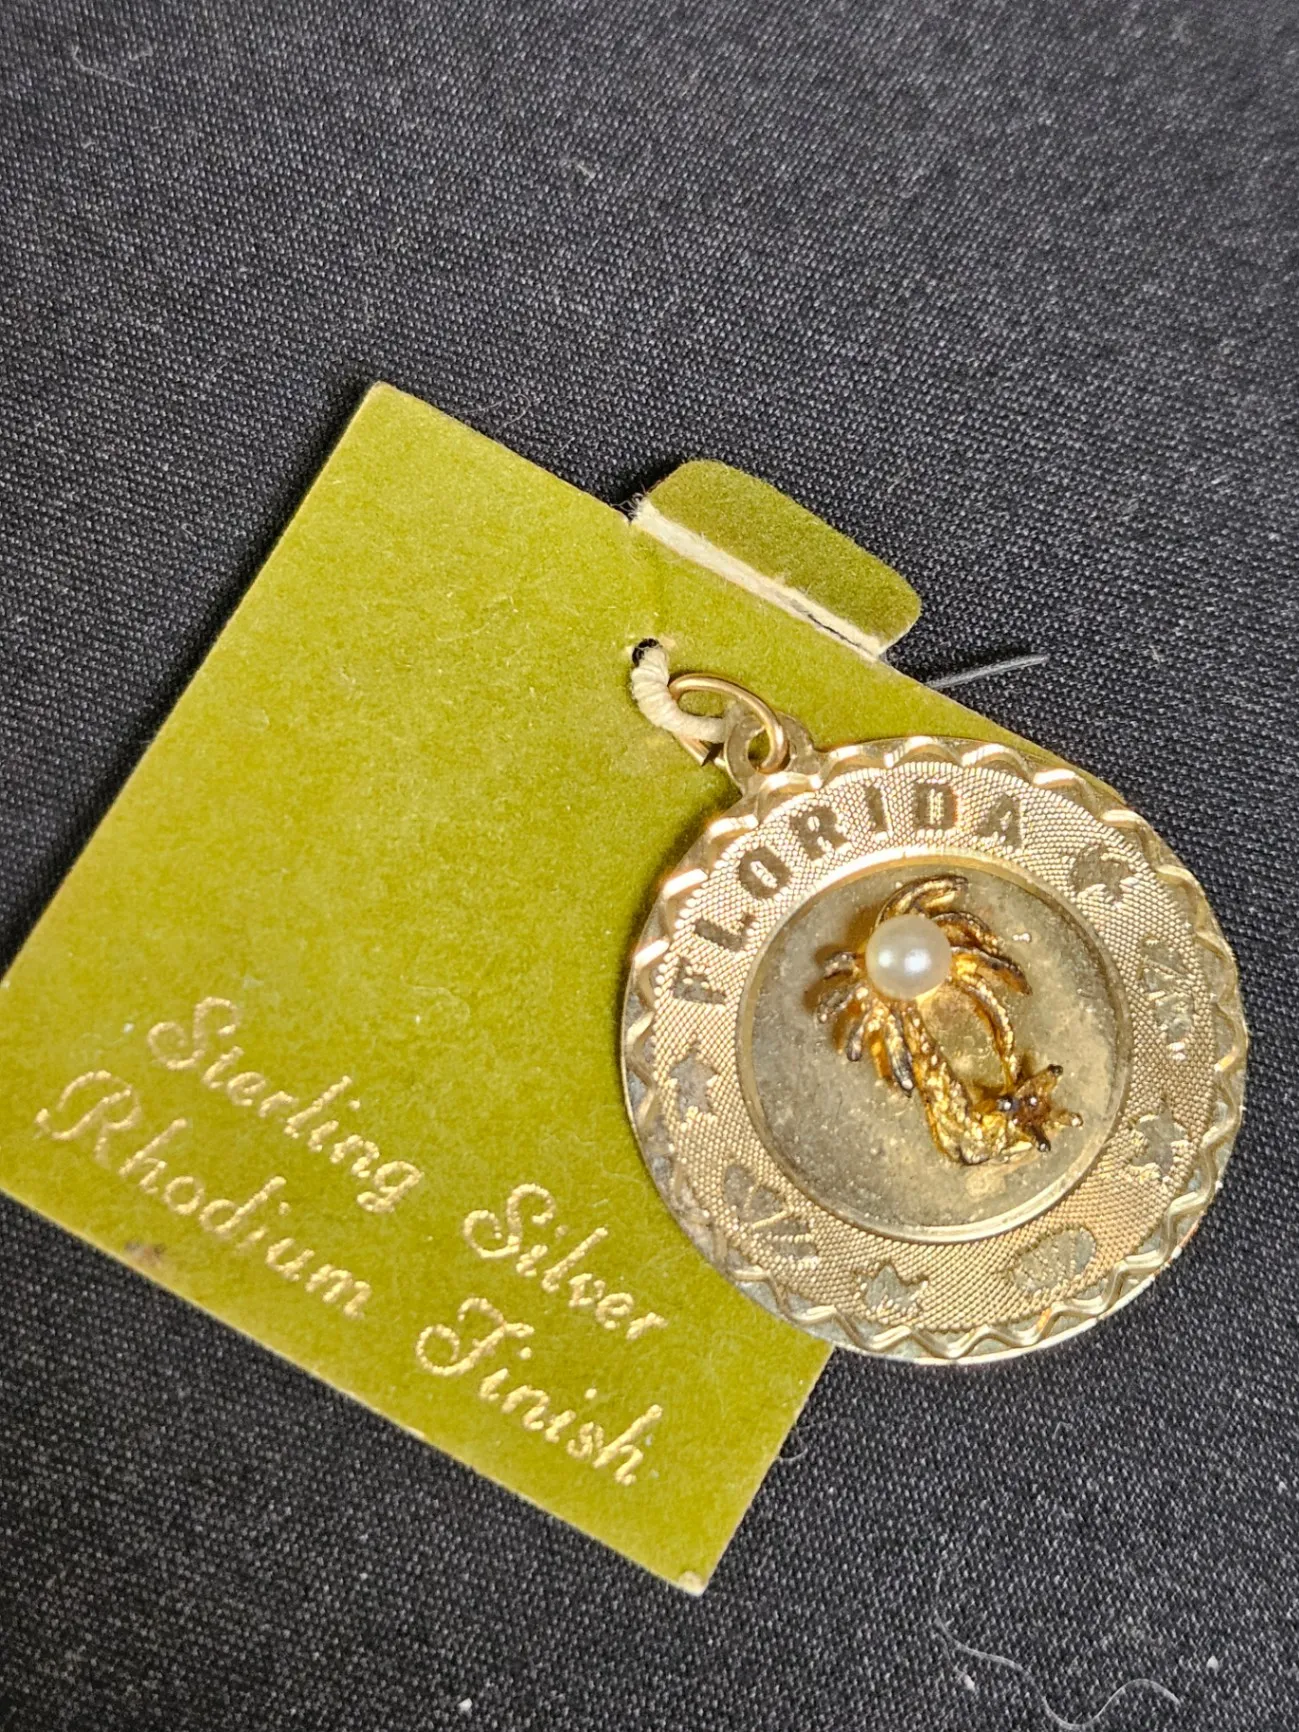 FLORIDA
Sterling Silver
Rhodium Finish